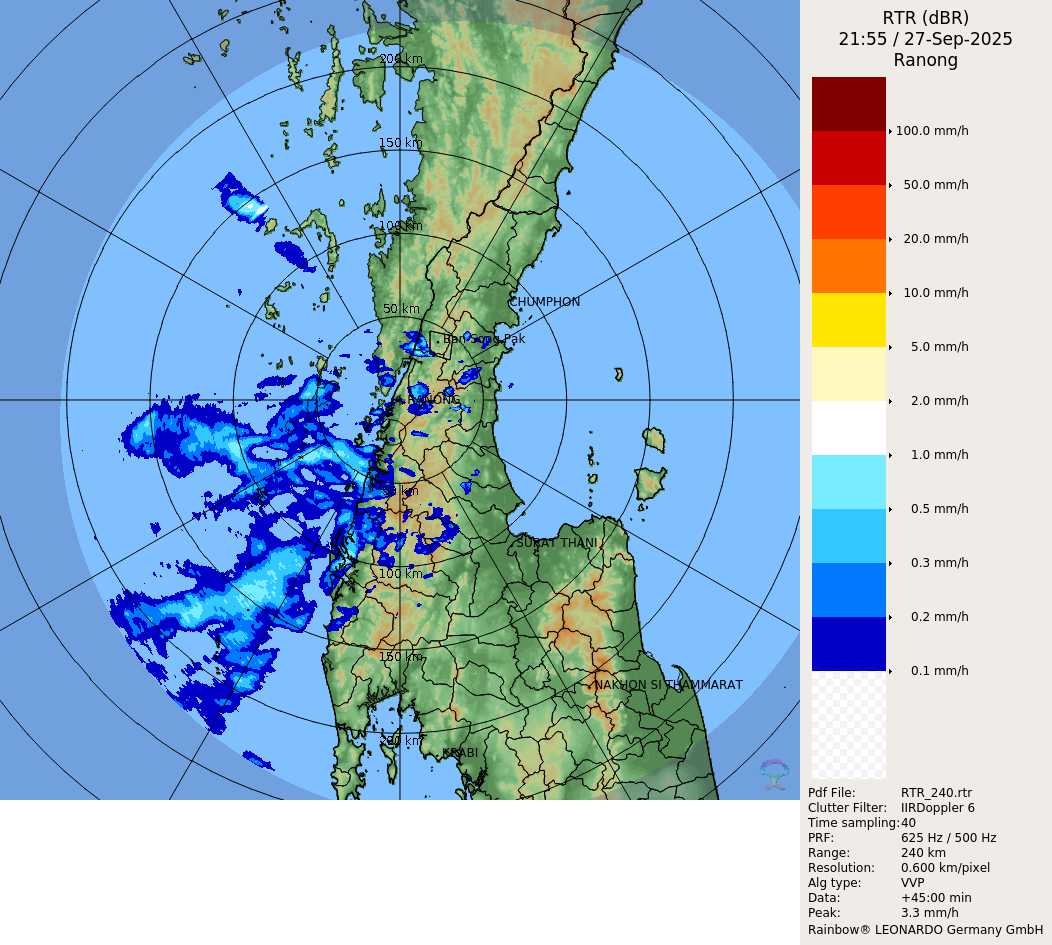 RTR (dBR)
21:55 / 27-Sep-2025
Ranong
100.0 mm/h
50.0 mm/h
20.0 mm/h
10.0 mm/h
5.0 mm/h
2.0 mm/h
1.0 mm/h
0.5 mm/h
0.3 mm/h
0.2 mm/h
0.1 mm/h
Pdf File: RTR_240.rtr
Clutter Filter: IIRDoppler 6
Time sampling: 40
PRF: 625 Hz / 500 Hz
Range: 240 km
Resolution: 0.600 km/pixel
Alg type: VVP
Data: +45:00 min
Peak: 3.3 mm/h
Rainbow® LEONARDO Germany GmbH
200 km
150 km
100 km
CHUMPHON
50 km
Ban Song Pak
RANONG
50 km
SURAT THANI
100 km
150 km
NAKHON SI THAMMARAT
200 km
KRABI